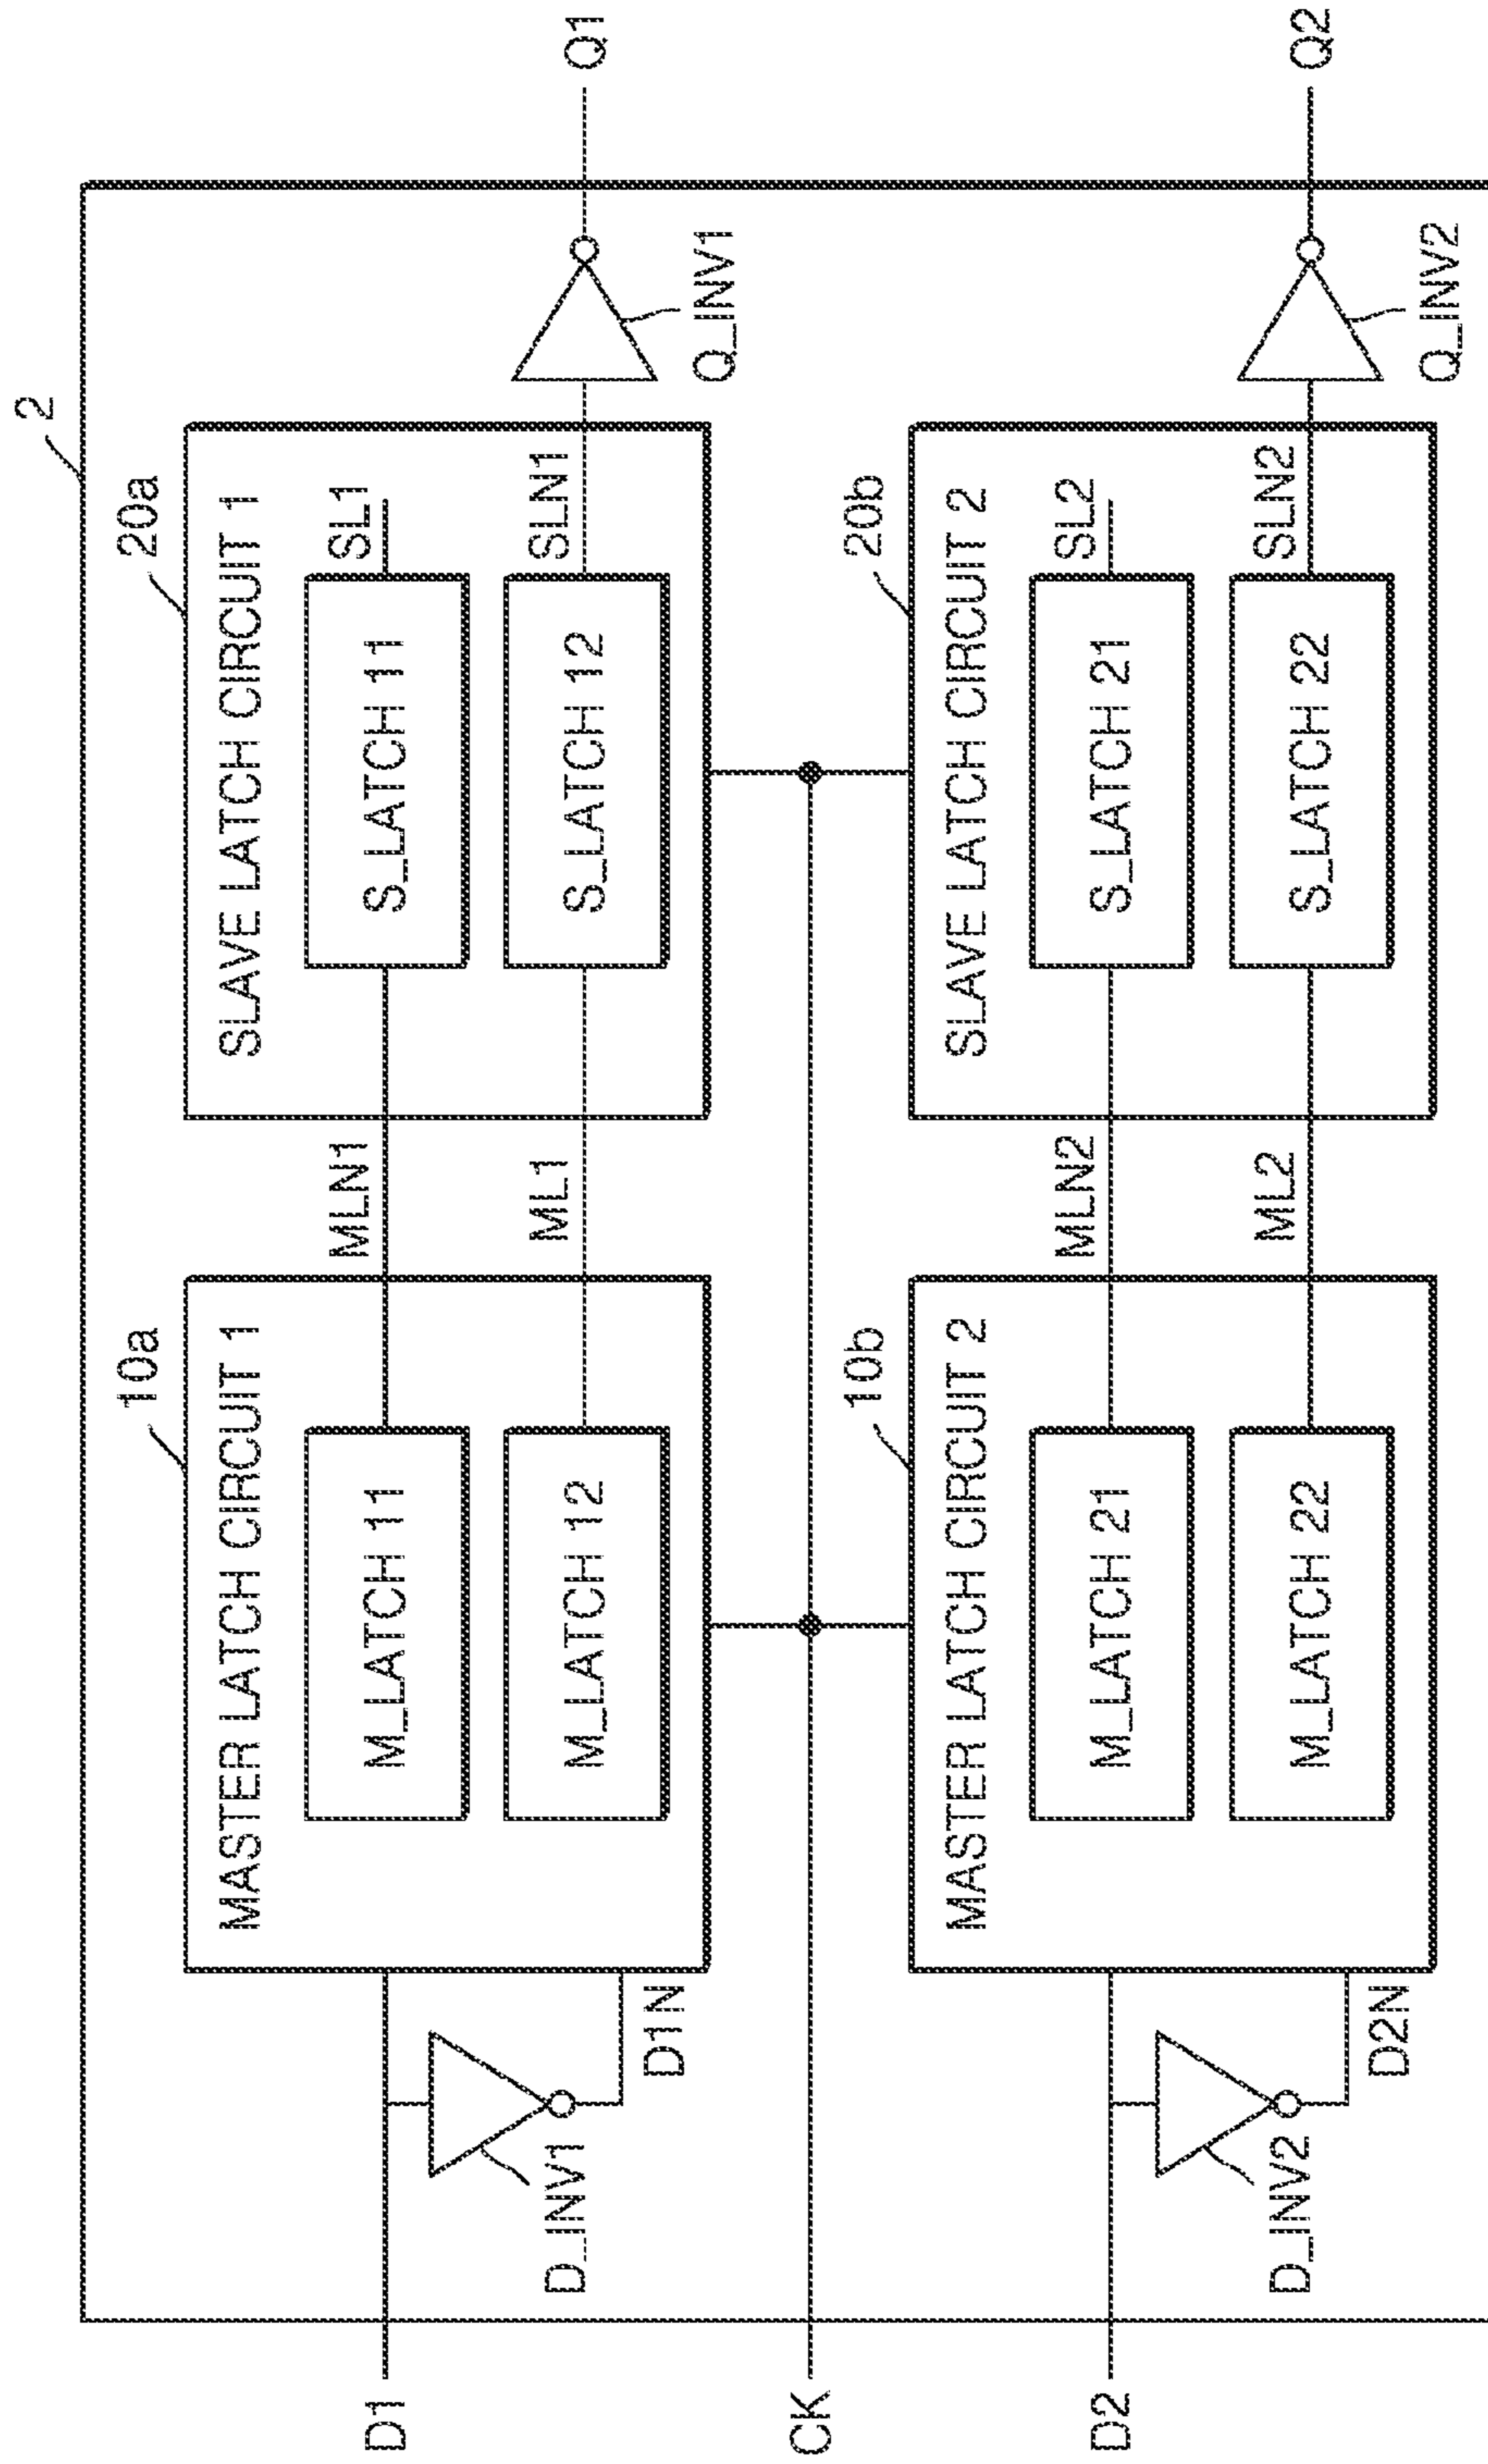 2
10a
20a
MASTER LATCH CIRCUIT 1
SLAVE LATCH CIRCUIT 1
D1
M_LATCH 11
MLN1
S_LATCH 11
SL1
D_INV1
D1N
M_LATCH 12
ML1
S_LATCH 12
SLN1
Q_INV1
Q1
CK
10b
20b
MASTER LATCH CIRCUIT 2
SLAVE LATCH CIRCUIT 2
D2
M_LATCH 21
MLN2
S_LATCH 21
SL2
D_INV2
D2N
M_LATCH 22
ML2
S_LATCH 22
SLN2
Q_INV2
Q2